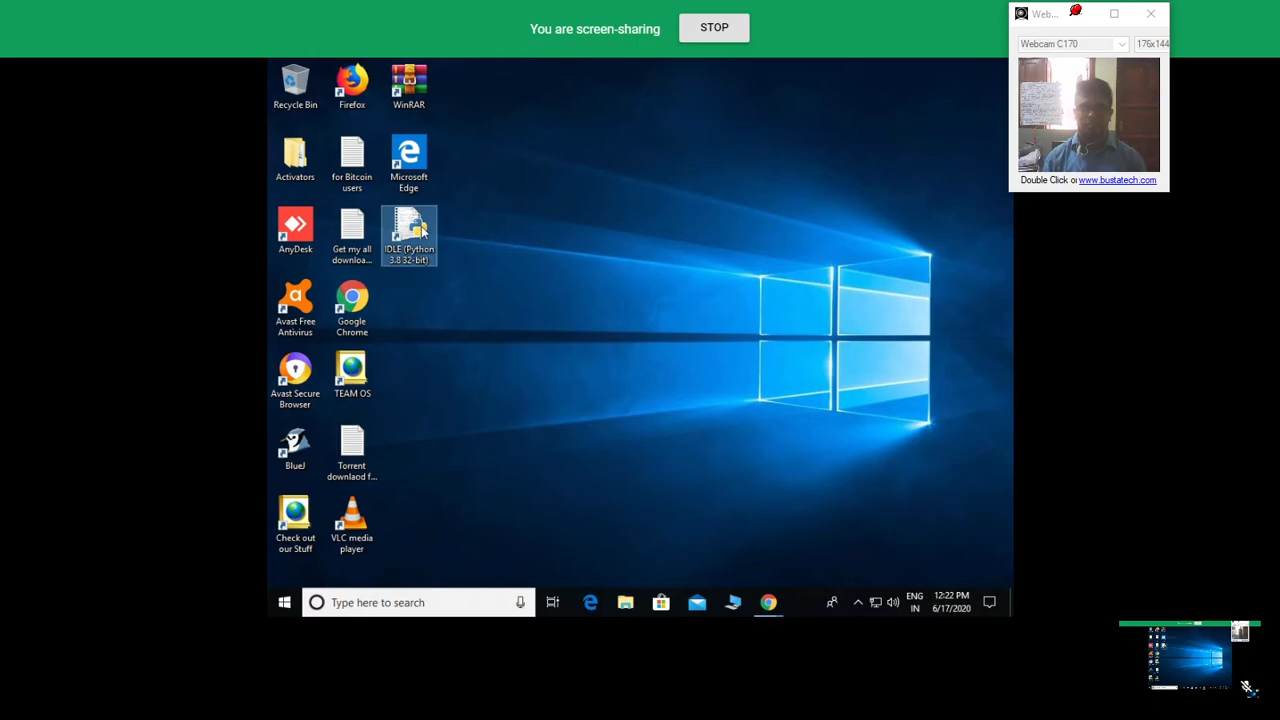 You are screen-sharing
STOP
Web...
Webcam C170
176x144
Double Click o
www.bustatech.com
Recycle Bin
Firefox
WinRAR
Activators
for Bitcoin
users
Microsoft
Edge
AnyDesk
Get my all
downloa...
IDLE (Python
3.8 32-bit)
Avast Free
Antivirus
Google
Chrome
Avast Secure
Browser
TEAM OS
BlueJ
Torrent
downlaod f...
Check out
our Stuff
VLC media
player
Type here to search
ENG
IN
12:22 PM
6/17/2020